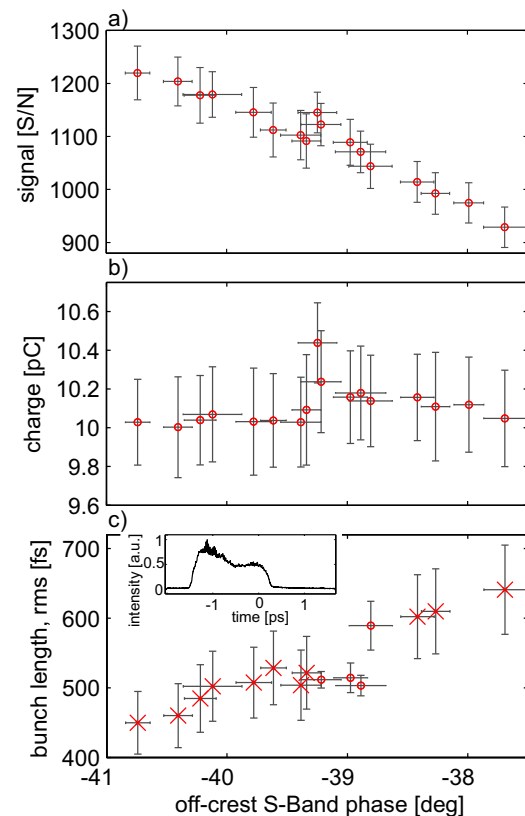 a)
1300
1200
1100
1000
900
signal [S/N]
b)
10.6
10.4
10.2
10
9.8
9.6
charge [pC]
c)
700
600
500
400
bunch length, rms [fs]
1
0.5
0
intensity [a.u.]
-1 0 1
time [ps]
-41 -40 -39 -38
off-crest S-Band phase [deg]